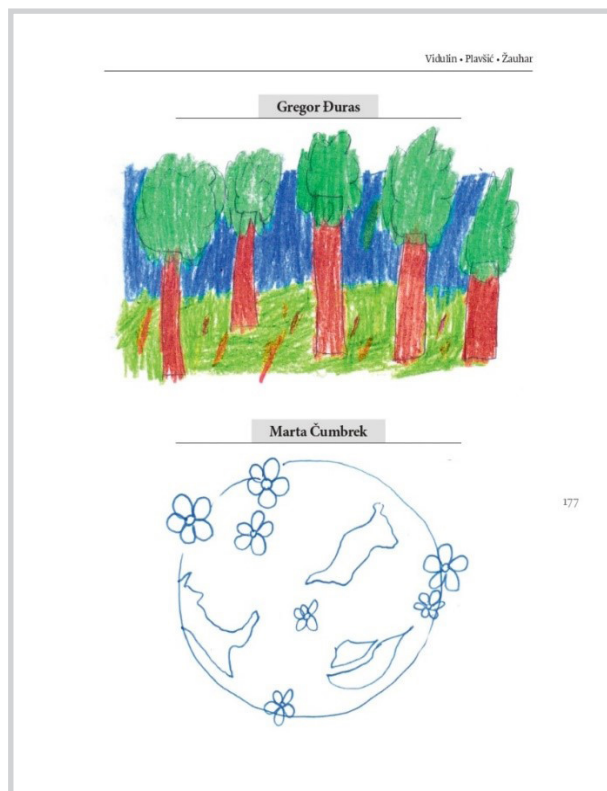 Vidulin • Plavšić • Žauhar
Gregor Đuras
Marta Čumbrek
177